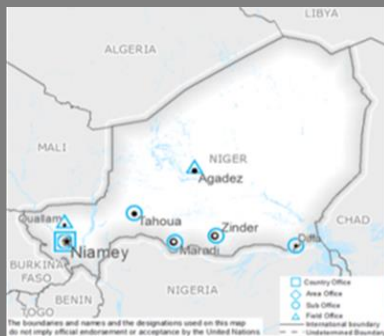 LIBYA
ALGERIA
MALI
NIGER
Agadez
Ouallam
Tahoua
Zinder
Diffa
CHAD
Niamey
Maradi
BURKINA
FASO
BENIN
TOGO
NIGERIA
Country Office
Area Office
Sub Office
Field Office
International boundary
Undetermined Boundary
The boundaries and names and the designations used on this map
do not imply official endorsement or acceptance by the United Nations